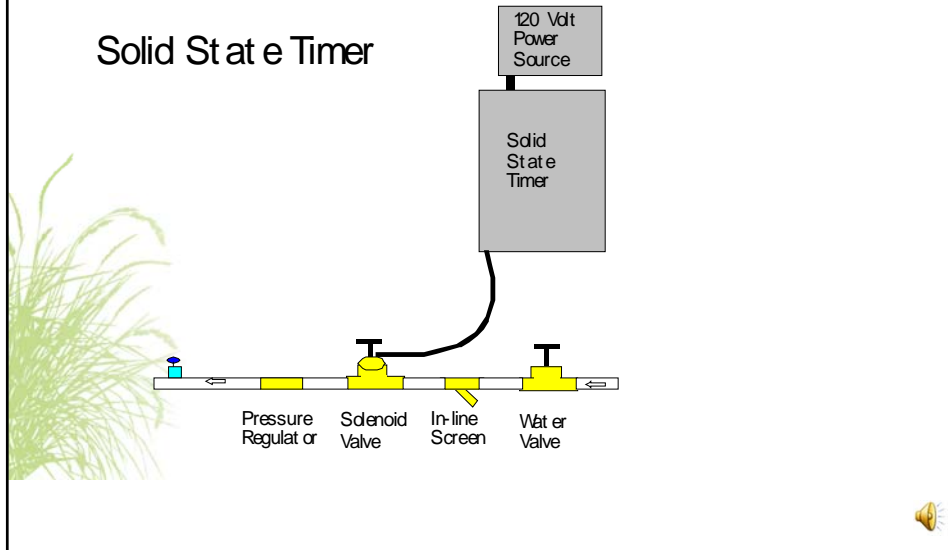 Solid State Timer
120 Volt
Power
Source
Solid
State
Timer
Pressure
Regulator
Solenoid
Valve
In-line
Screen
Water
Valve